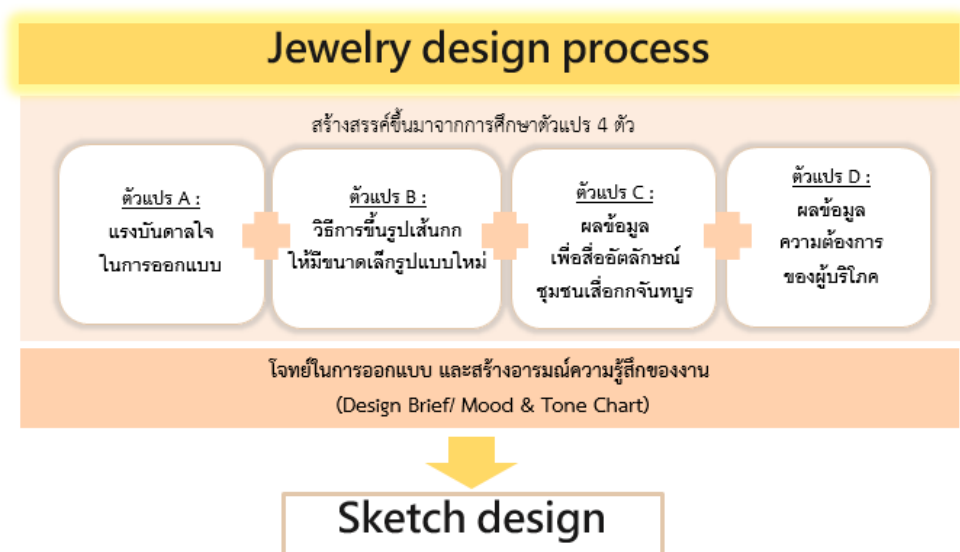 Jewelry design process
สร้างสรรค์ขึ้นมาจากการศึกษาตัวแปร 4 ตัว
ตัวแปร A :
แรงบันดาลใจ
ในการออกแบบ
ตัวแปร B :
วิธีการขึ้นรูปเส้นกก
ให้มีขนาดเล็กรูปแบบใหม่
ตัวแปร C :
ผลข้อมูล
เพื่อสื่ออัตลักษณ์
ชุมชนเสื่อกกจันทบูร
ตัวแปร D :
ผลข้อมูล
ความต้องการ
ของผู้บริโภค
โจทย์ในการออกแบบ และสร้างอารมณ์ความรู้สึกของงาน
(Design Brief/ Mood & Tone Chart)
Sketch design